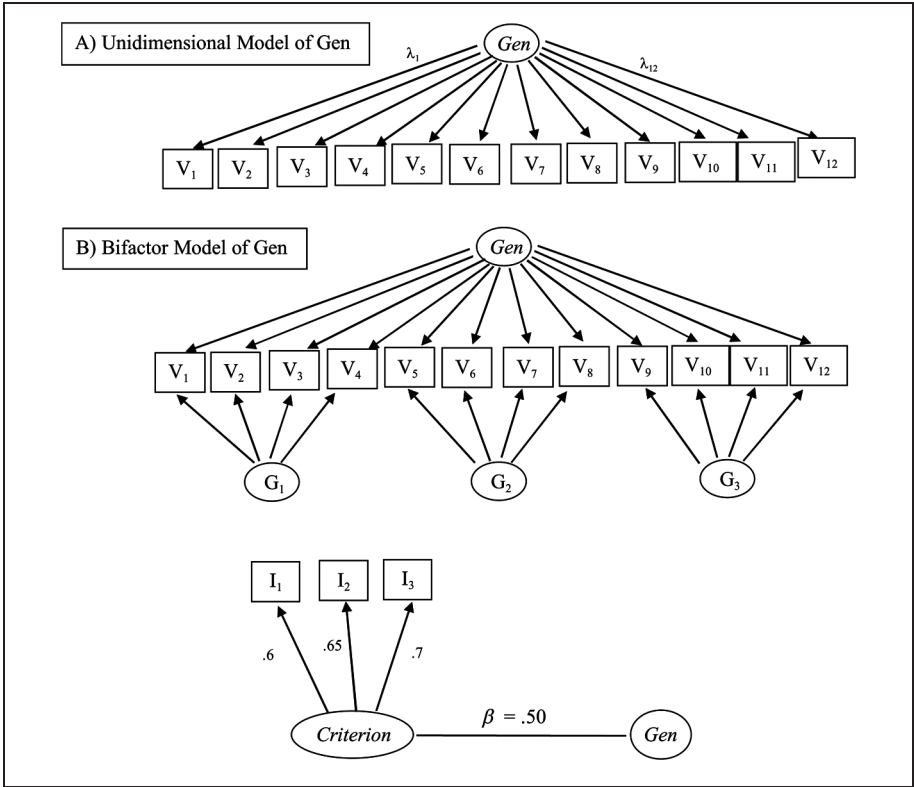 A) Unidimensional Model of Gen
Gen
λ₁ λ₁₂
V₁ V₂ V₃ V₄ V₅ V₆ V₇ V₈ V₉ V₁₀ V₁₁ V₁₂
B) Bifactor Model of Gen
Gen
V₁ V₂ V₃ V₄ V₅ V₆ V₇ V₈ V₉ V₁₀ V₁₁ V₁₂
G₁ G₂ G₃
I₁ I₂ I₃
.6 .65 .7
β = .50
Criterion Gen